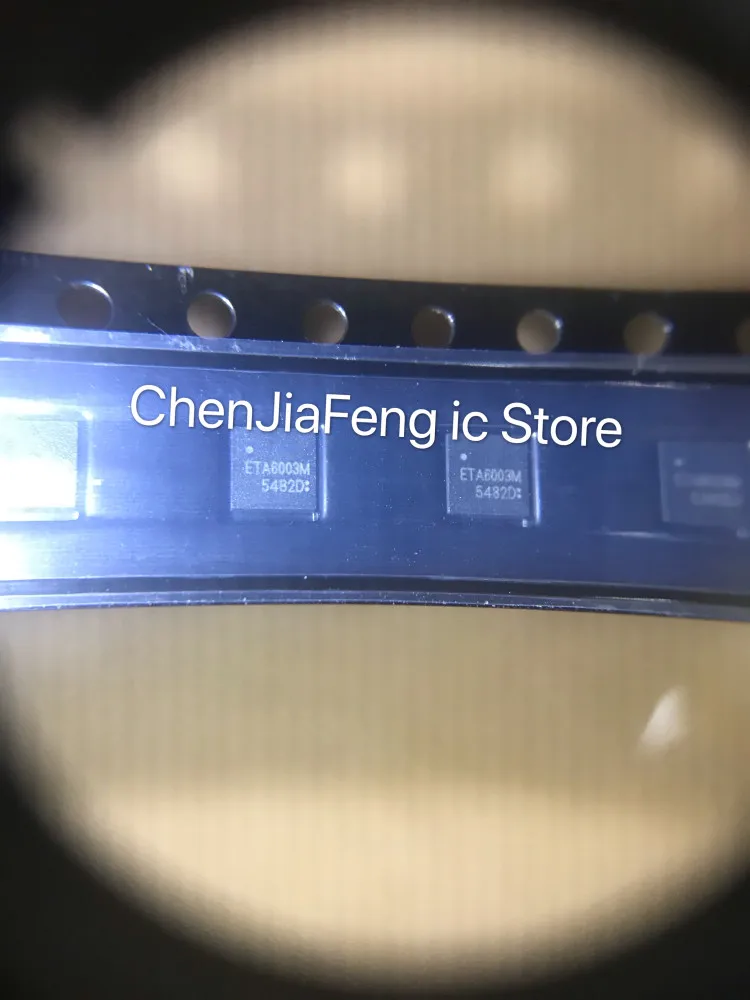 ChenJiaFeng ic Store
ETA6003M
5482D:
ETA6003M
5482D: